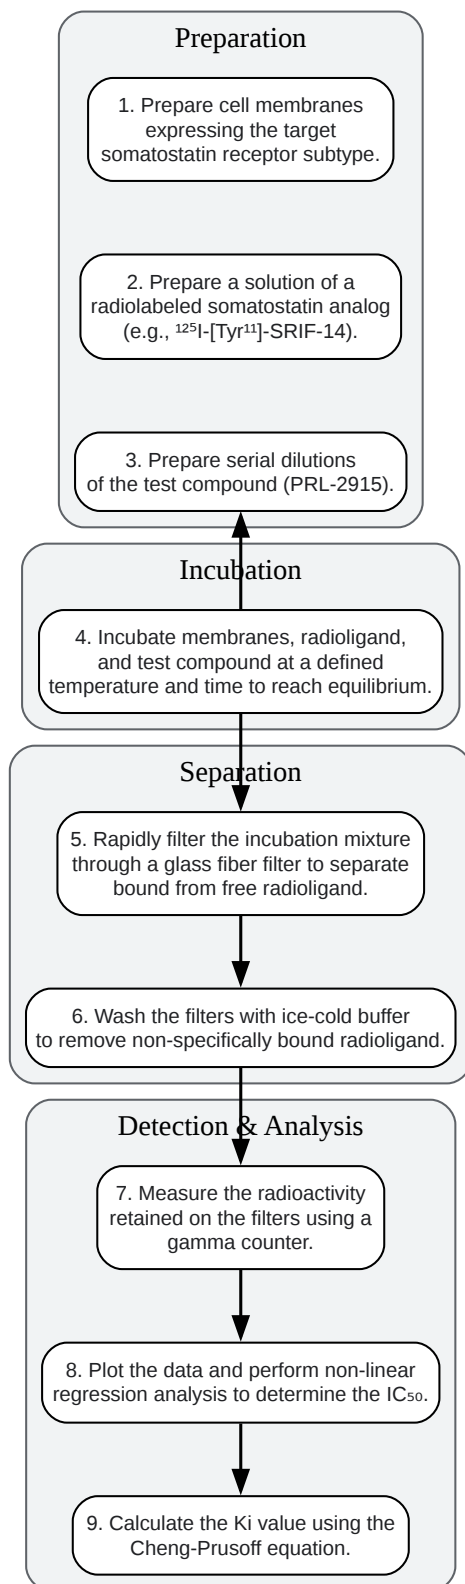 Preparation
1. Prepare cell membranes
expressing the target
somatostatin receptor subtype.
2. Prepare a solution of a
radiolabeled somatostatin analog
(e.g., ¹²⁵I-[Tyr¹¹]-SRIF-14).
3. Prepare serial dilutions
of the test compound (PRL-2915).
Incubation
4. Incubate membranes, radioligand,
and test compound at a defined
temperature and time to reach equilibrium.
Separation
5. Rapidly filter the incubation mixture
through a glass fiber filter to separate
bound from free radioligand.
6. Wash the filters with ice-cold buffer
to remove non-specifically bound radioligand.
Detection & Analysis
7. Measure the radioactivity
retained on the filters using a
gamma counter.
8. Plot the data and perform non-linear
regression analysis to determine the IC₅₀.
9. Calculate the Ki value using the
Cheng-Prusoff equation.